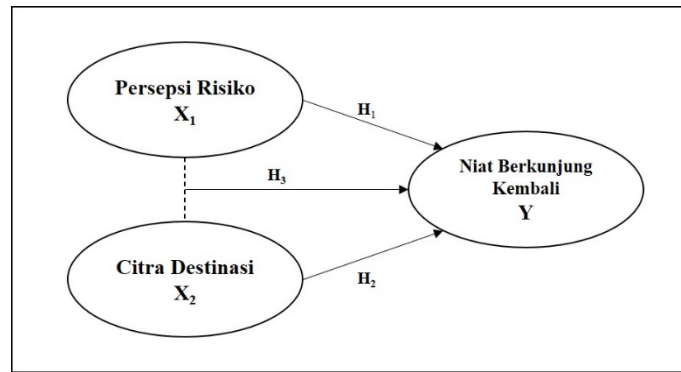 Persepsi Risiko
X₁
H₁
Niat Berkunjung
Kembali
Y
H₃
Citra Destinasi
X₂
H₂